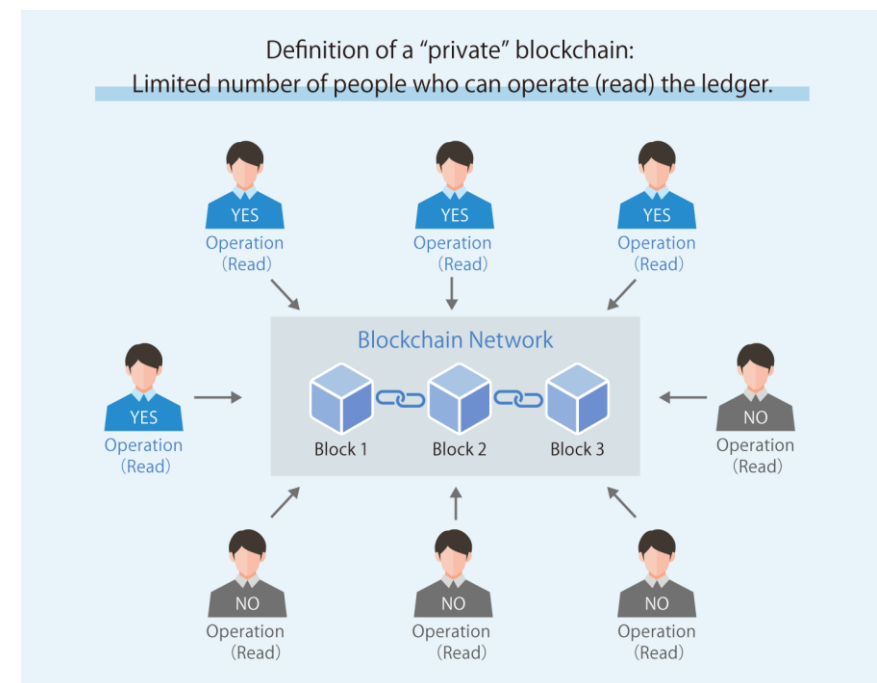 Definition of a “private” blockchain:
Limited number of people who can operate (read) the ledger.
YES
Operation
(Read)
YES
Operation
(Read)
YES
Operation
(Read)
Blockchain Network
Block 1
Block 2
Block 3
YES
Operation
(Read)
NO
Operation
(Read)
NO
Operation
(Read)
NO
Operation
(Read)
NO
Operation
(Read)